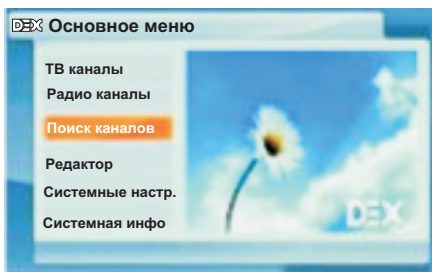 DEX Основное меню
ТВ каналы
Радио каналы
Поиск каналов
Редактор
Системные настр.
Системная инфо
DEX